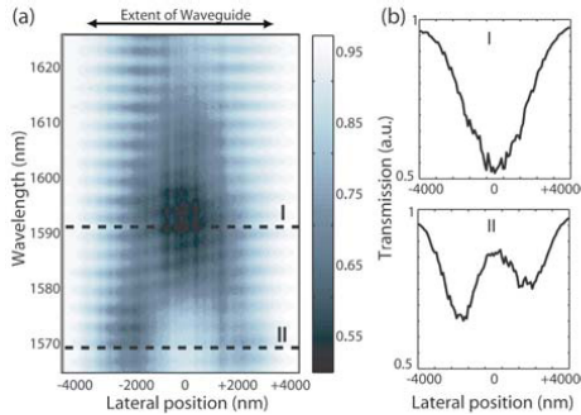 (a)
Extent of Waveguide
Wavelength (nm)
1620
1610
1600
1590
1580
1570
I
II
-4000 -2000 0 +2000 +4000
Lateral position (nm)
0.95
0.85
0.75
0.65
0.55
(b)
Transmission (a.u.)
1
I
0.5
-4000 0 +4000
1
II
0.5
-4000 0 +4000
Lateral position (nm)